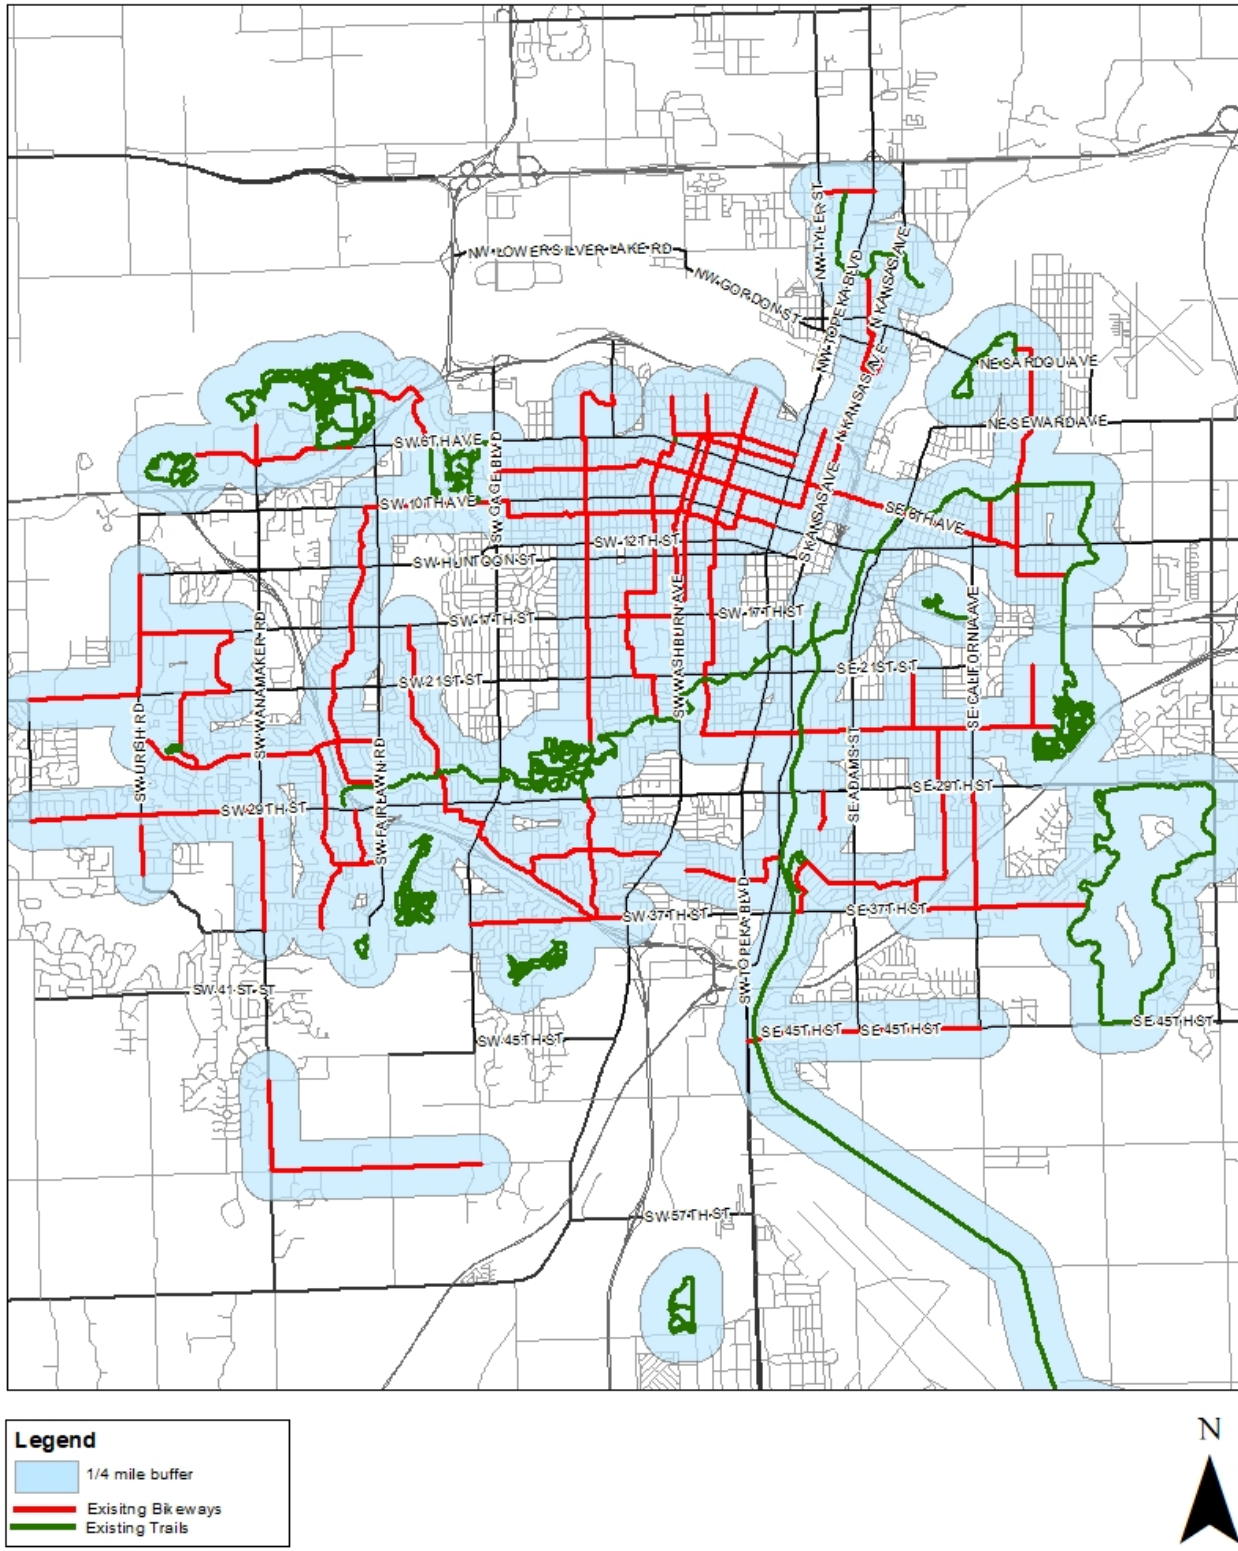 NW TYLER ST
N KANSAS AVE
NW LOWER SILVER LAKE RD
NW TOPEKA BLVD
NW GORDON ST
NE SARDOU AVE
N KANSAS AVE
NE SEWARD AVE
SW 6TH AVE
SW GAGE BLVD
SW 10TH AVE
S KANSAS AVE
SE 6TH AVE
SW 12TH ST
SW HUNTOON ST
SW WASHBURN AVE
SW 17TH ST
SW 17TH ST
SE CALIFORNIA AVE
SW WANAMAKER RD
SW 21ST ST
SE 21ST ST
SW URISH RD
SW FAIRLAWN RD
SE ADAMS ST
SE 29TH ST
SW 29TH ST
SW 37TH ST
SE 37TH ST
SW TOPEKA BLVD
SW 41ST ST
SE 45TH ST
SE 45TH ST
SE 45TH ST
SW 45TH ST
SW 57TH ST
Legend
1/4 mile buffer
Exisitng Bikeways
Existing Trails
N